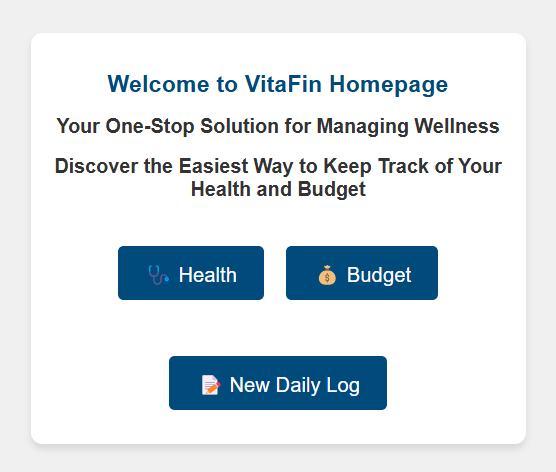 Welcome to VitaFin Homepage
Your One-Stop Solution for Managing Wellness
Discover the Easiest Way to Keep Track of Your
Health and Budget
Health
Budget
New Daily Log